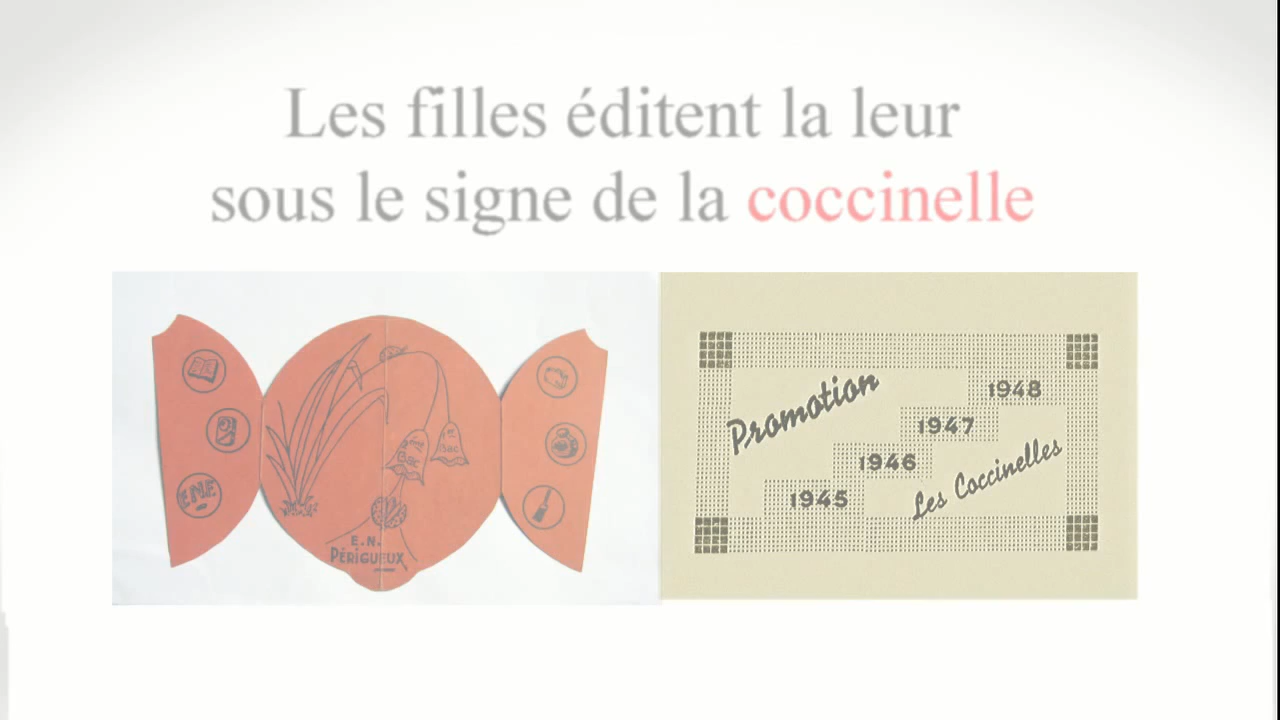 Les filles éditent la leur
sous le signe de la coccinelle
ENE
Bac
Bac
E.N.
PÉRIGUEUX
Promotion
1948
1947
1946
1945
Les Coccinelles